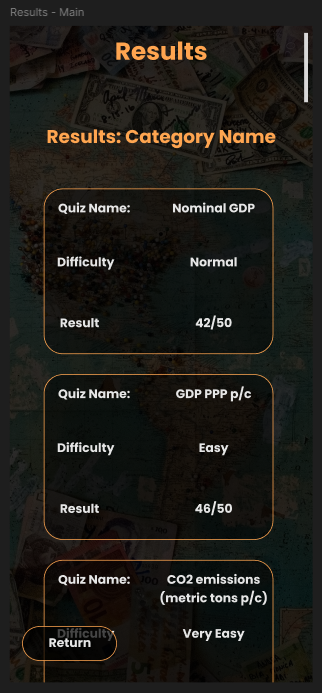 Results - Main
Results
Results: Category Name
Quiz Name: Nominal GDP
Difficulty Normal
Result 42/50
Quiz Name: GDP PPP p/c
Difficulty Easy
Result 46/50
Quiz Name: CO2 emissions
(metric tons p/c)
Difficulty Very Easy
Return